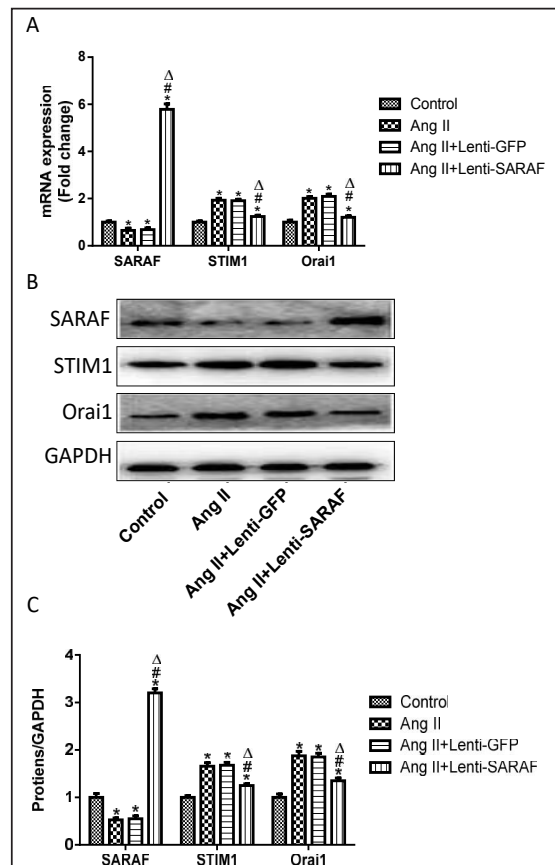 A
mRNA expression
(Fold change)
8
6
4
2
0
* * * Δ # *
* * Δ # *
* * Δ # *
SARAF STIM1 Orai1
Control
Ang II
Ang II+Lenti-GFP
Ang II+Lenti-SARAF
B
SARAF
STIM1
Orai1
GAPDH
Control
Ang II
Ang II+Lenti-GFP
Ang II+Lenti-SARAF
C
Protiens/GAPDH
4
3
2
1
0
* * Δ # *
* * Δ # *
* * Δ # *
SARAF STIM1 Orai1
Control
Ang II
Ang II+Lenti-GFP
Ang II+Lenti-SARAF